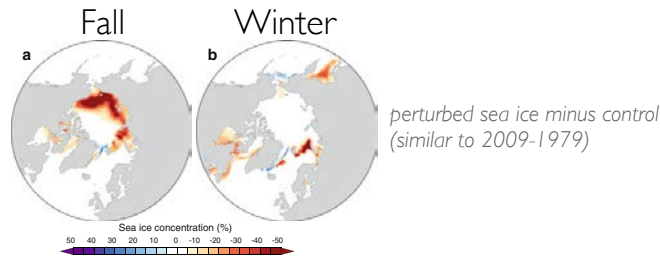 Fall
Winter
a
b
perturbed sea ice minus control
(similar to 2009-1979)
Sea ice concentration (%)
50 40 30 20 10 0 -10 -20 -30 -40 -50